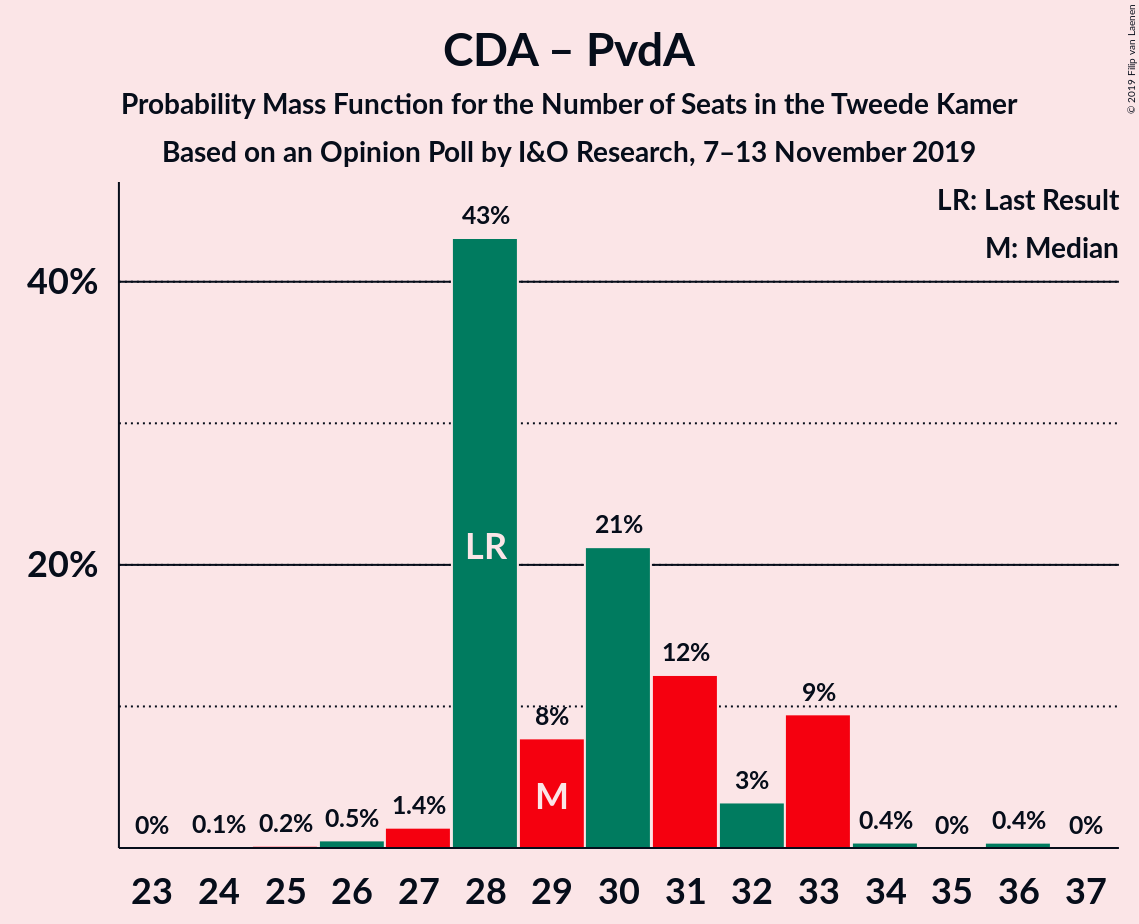 CDA – PvdA
Probability Mass Function for the Number of Seats in the Tweede Kamer
Based on an Opinion Poll by I&O Research, 7–13 November 2019
© 2019 Filip van Laenen
LR: Last Result
M: Median
40%
20%
0%
0.1%
0.2%
0.5%
1.4%
43%
8%
21%
12%
3%
9%
0.4%
0%
0.4%
0%
LR
M
23 24 25 26 27 28 29 30 31 32 33 34 35 36 37